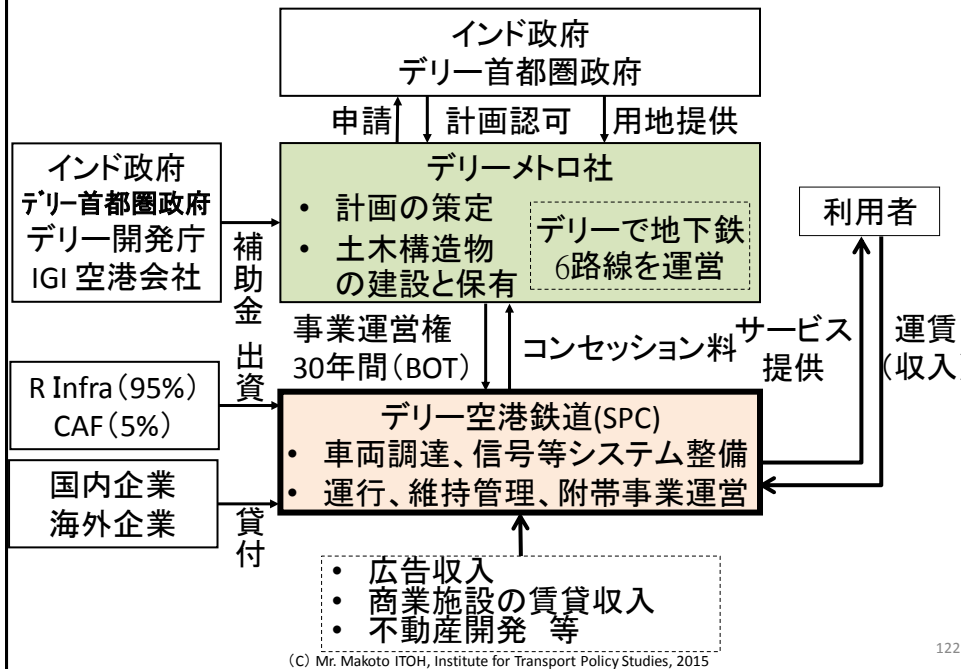 インド政府
デリー首都圏政府
申請
計画認可
用地提供
インド政府
デリー首都圏政府
デリー開発庁
IGI 空港会社
補助金
デリーメトロ社
• 計画の策定
• 土木構造物
の建設と保有
デリーで地下鉄
6路線を運営
利用者
事業運営権
30年間(BOT)
コンセッション料
サービス
提供
運賃
(収入)
出資
R Infra(95%)
CAF(5%)
デリー空港鉄道(SPC)
• 車両調達、信号等システム整備
• 運行、維持管理、附帯事業運営
国内企業
海外企業
貸付
• 広告収入
• 商業施設の賃貸収入
• 不動産開発 等
(C) Mr. Makoto ITOH, Institute for Transport Policy Studies, 2015
122